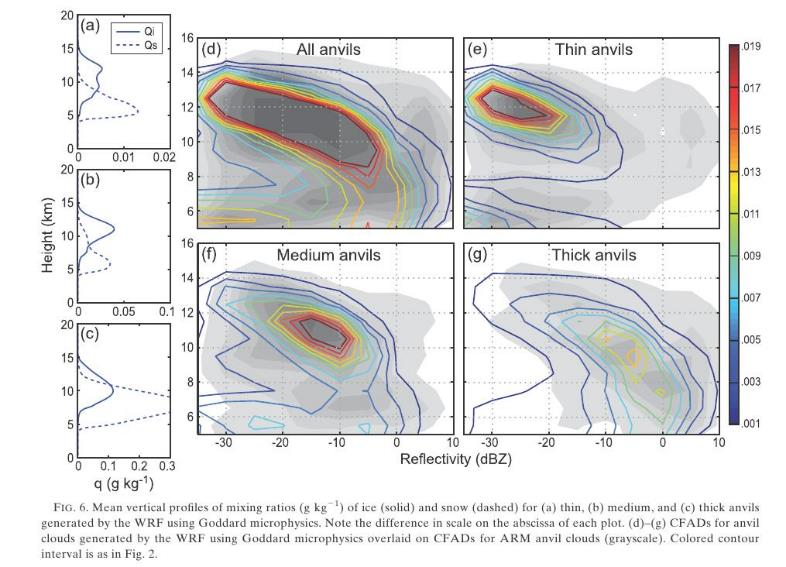 (a)
Qi
Qs
20
15
10
5
0
0 0.01 0.02
(b)
20
15
10
5
0
0 0.05 0.1
(c)
20
15
10
5
0
0 0.1 0.2 0.3
Height (km)
q (g kg-1)
(d) All anvils
16
14
12
10
8
6
(e) Thin anvils
(f) Medium anvils
16
14
12
10
8
6
(g) Thick anvils
-30 -20 -10 0 10 -30 -20 -10 0 10
Reflectivity (dBZ)
.019
.017
.015
.013
.011
.009
.007
.005
.003
.001
FIG. 6. Mean vertical profiles of mixing ratios (g kg−1) of ice (solid) and snow (dashed) for (a) thin, (b) medium, and (c) thick anvils
generated by the WRF using Goddard microphysics. Note the difference in scale on the abscissa of each plot. (d)–(g) CFADs for anvil
clouds generated by the WRF using Goddard microphysics overlaid on CFADs for ARM anvil clouds (grayscale). Colored contour
interval is as in Fig. 2.